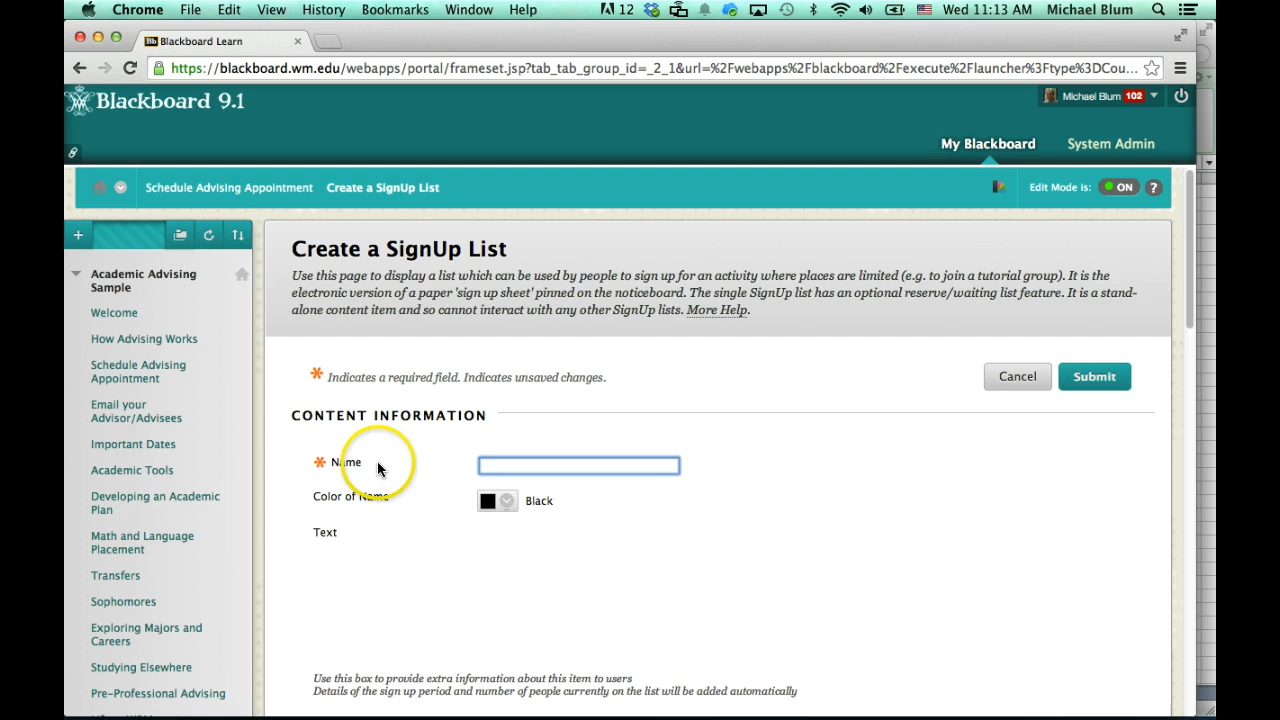 Chrome File Edit View History Bookmarks Window Help 12 Wed 11:13 AM Michael Blum
Bb Blackboard Learn
https://blackboard.wm.edu/webapps/portal/frameset.jsp?tab_tab_group_id=_2_1&url=%2Fwebapps%2Fblackboard%2Fexecute%2Flauncher%3Ftype%3DCou...
Blackboard 9.1
Michael Blum 102
My Blackboard System Admin
Schedule Advising Appointment Create a SignUp List Edit Mode is: ON ?
Academic Advising
Sample
Welcome
How Advising Works
Schedule Advising
Appointment
Email your
Advisor/Advisees
Important Dates
Academic Tools
Developing an Academic
Plan
Math and Language
Placement
Transfers
Sophomores
Exploring Majors and
Careers
Studying Elsewhere
Pre-Professional Advising
Create a SignUp List
Use this page to display a list which can be used by people to sign up for an activity where places are limited (e.g. to join a tutorial group). It is the
electronic version of a paper 'sign up sheet' pinned on the noticeboard. The single SignUp list has an optional reserve/waiting list feature. It is a stand-
alone content item and so cannot interact with any other SignUp lists. More Help.
* Indicates a required field. Indicates unsaved changes.
Cancel Submit
CONTENT INFORMATION
* Name
Color of Name Black
Text
Use this box to provide extra information about this item to users
Details of the sign up period and number of people currently on the list will be added automatically